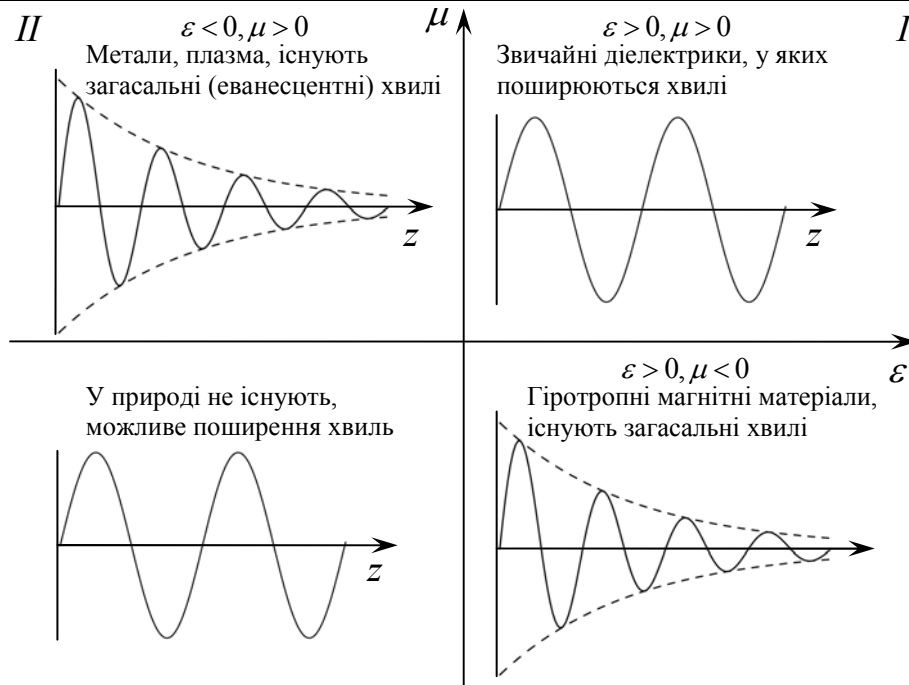 II
ε < 0, μ > 0
Метали, плазма, існують
загасальні (еванесцентні) хвилі
z
μ
ε > 0, μ > 0
I
Звичайні діелектрики, у яких
поширюються хвилі
z
ε
У природі не існують,
можливе поширення хвиль
z
ε > 0, μ < 0
Гіротропні магнітні матеріали,
існують загасальні хвилі